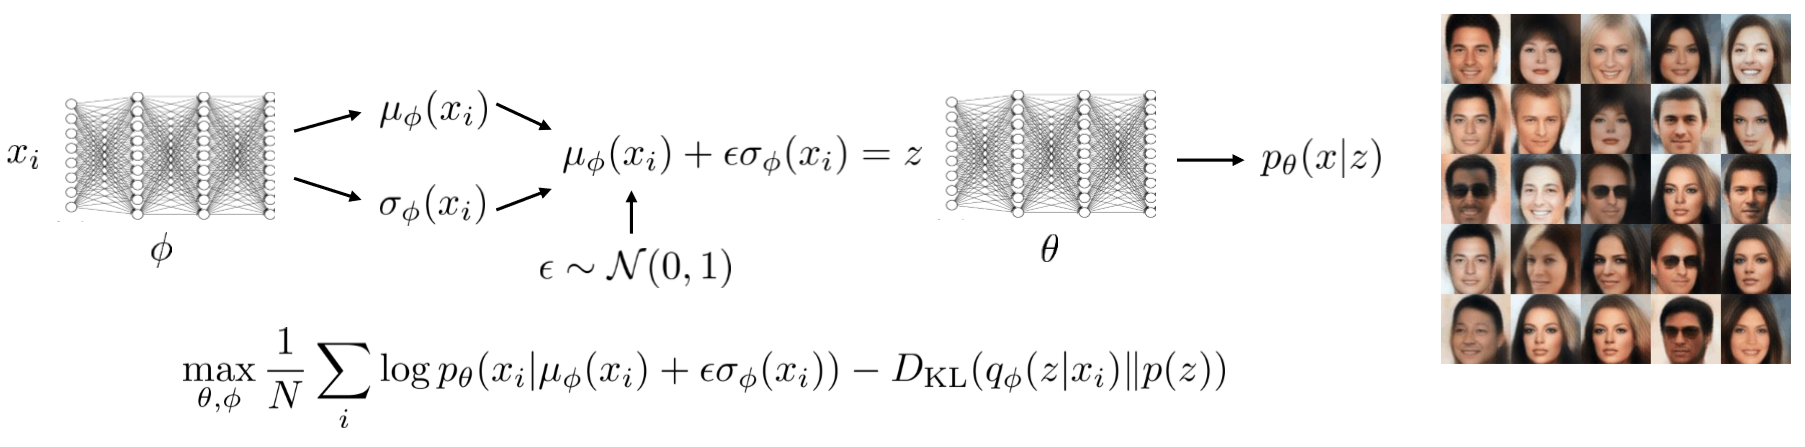 x_i
ϕ
μ_ϕ(x_i)
σ_ϕ(x_i)
μ_ϕ(x_i) + ϵσ_ϕ(x_i) = z
ϵ ∼ 𝒩(0, 1)
θ
p_θ(x|z)
max_{θ,ϕ} 1/N ∑_i log p_θ(x_i|μ_ϕ(x_i) + ϵσ_ϕ(x_i)) − D_KL(q_ϕ(z|x_i)‖p(z))